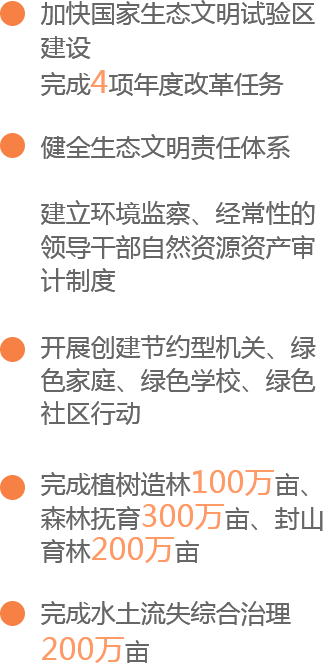 加快国家生态文明试验区
建设
完成4项年度改革任务
健全生态文明责任体系
建立环境监察、经常性的
领导干部自然资源资产审
计制度
开展创建节约型机关、绿
色家庭、绿色学校、绿色
社区行动
完成植树造林100万亩、
森林抚育300万亩、封山
育林200万亩
完成水土流失综合治理
200万亩